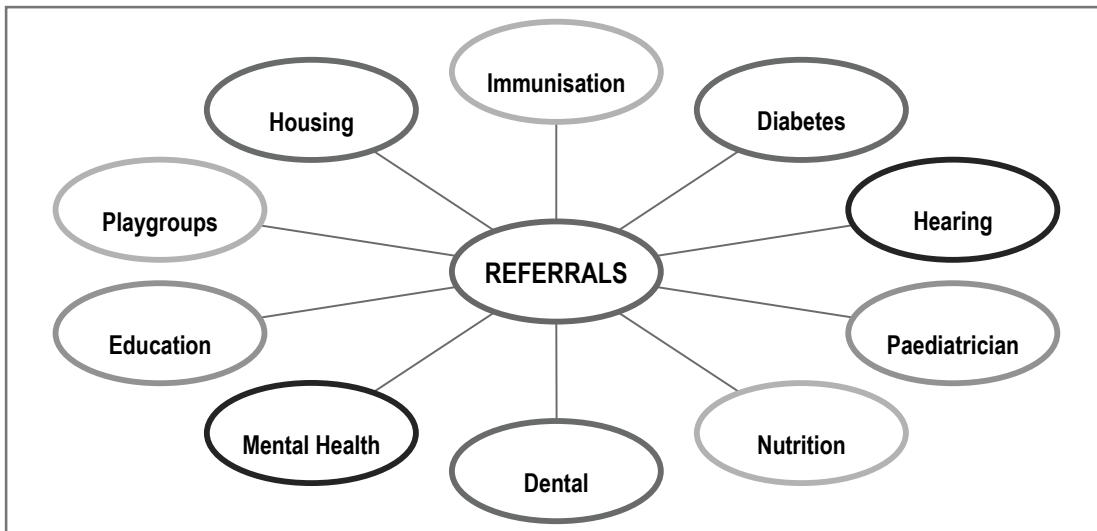 Immunisation
Housing
Diabetes
Playgroups
Hearing
REFERRALS
Education
Paediatrician
Mental Health
Nutrition
Dental